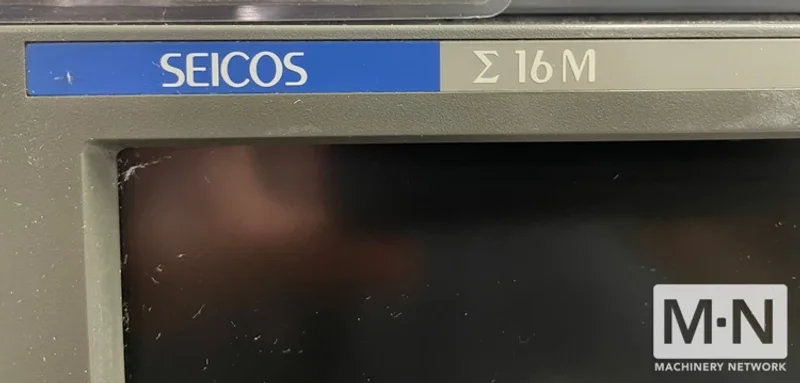 SEICOS Σ 16 M
M·N
MACHINERY NETWORK